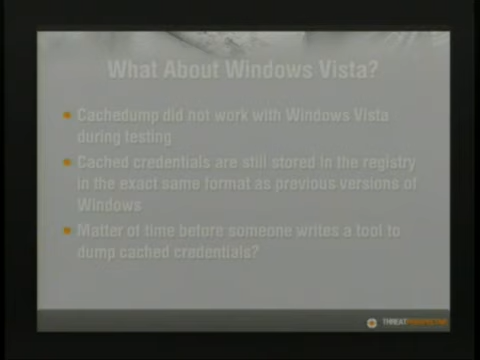 What About Windows Vista?
Cachedump did not work with Windows Vista
during testing
Cached credentials are still stored in the registry
in the exact same format as previous versions of
Windows
Matter of time before someone writes a tool to
dump cached credentials?
THREATPERSPECTIVE